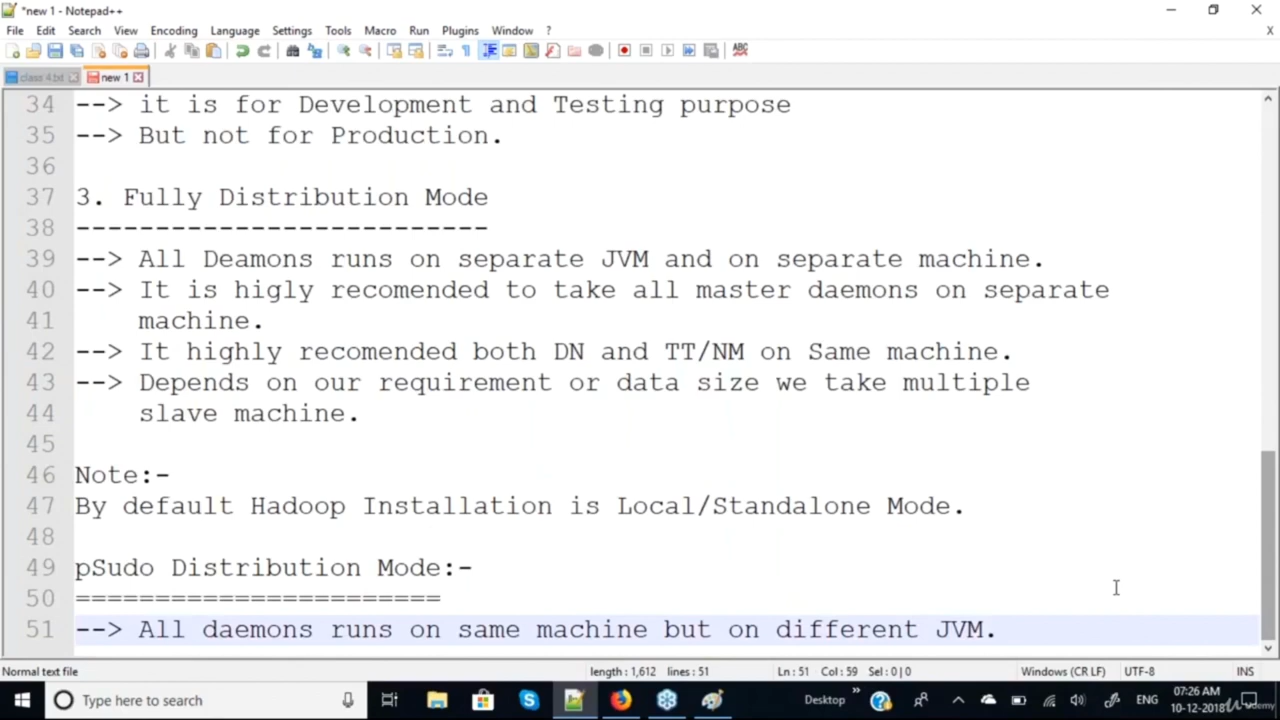 *new 1 - Notepad++
File Edit Search View Encoding Language Settings Tools Macro Run Plugins Window ? X
class 4.txt new 1
34 --> it is for Development and Testing purpose
35 --> But not for Production.
36
37 3. Fully Distribution Mode
38 --------------------------
39 --> All Deamons runs on separate JVM and on separate machine.
40 --> It is higly recomended to take all master daemons on separate
41 machine.
42 --> It highly recomended both DN and TT/NM on Same machine.
43 --> Depends on our requirement or data size we take multiple
44 slave machine.
45
46 Note:-
47 By default Hadoop Installation is Local/Standalone Mode.
48
49 pSudo Distribution Mode:-
50 =======================
51 --> All daemons runs on same machine but on different JVM.
Normal text file length : 1,612 lines : 51 Ln : 51 Col : 59 Sel : 0 | 0 Windows (CR LF) UTF-8 INS
Type here to search Desktop ENG 07:26 AM
10-12-2018 Udemy